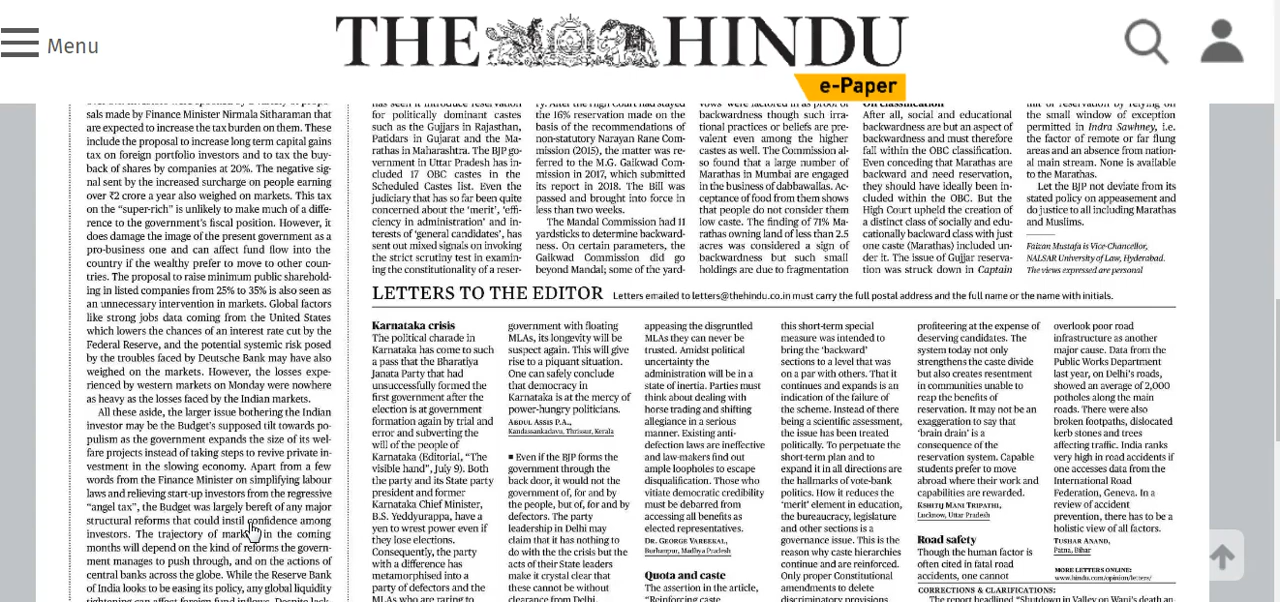 Menu
THE HINDU
e-Paper
sals made by Finance Minister Nirmala Sitharaman that
are expected to increase the tax burden on them. These
include the proposal to increase long term capital gains
tax on foreign portfolio investors and to tax the buy-
back of shares by companies at 20%. The negative sig-
nal sent by the increased surcharge on people earning
over ₹2 crore a year also weighed on markets. This tax
on the “super-rich” is unlikely to make much of a diffe-
rence to the government's fiscal position. However, it
does damage the image of the present government as a
pro-business one and can affect fund flow into the
country if the wealthy prefer to move to other coun-
tries. The proposal to raise minimum public sharehold-
ing in listed companies from 25% to 35% is also seen as
an unnecessary intervention in markets. Global factors
like strong jobs data coming from the United States
which lowers the chances of an interest rate cut by the
Federal Reserve, and the potential systemic risk posed
by the troubles faced by Deutsche Bank may have also
weighed on the markets. However, the losses expe-
rienced by western markets on Monday were nowhere
as heavy as the losses faced by the Indian markets.
All these aside, the larger issue bothering the Indian
investor may be the Budget's supposed tilt towards po-
pulism as the government expands the size of its wel-
fare projects instead of taking steps to revive private in-
vestment in the slowing economy. Apart from a few
words from the Finance Minister on simplifying labour
laws and relieving start-up investors from the regressive
“angel tax”, the Budget was largely bereft of any major
structural reforms that could instil confidence among
investors. The trajectory of markets in the coming
months will depend on the kind of reforms the govern-
ment manages to push through, and on the actions of
central banks across the globe. While the Reserve Bank
of India looks to be easing its policy, any global liquidity
has seen it introduce reservation
for politically dominant castes
such as the Gujjars in Rajasthan,
Patidars in Gujarat and the Ma-
rathas in Maharashtra. The BJP go-
vernment in Uttar Pradesh has in-
cluded 17 OBC castes in the
Scheduled Castes list. Even the
judiciary that has so far been quite
concerned about the ‘merit’, ‘effi-
ciency in administration’ and in-
terests of ‘general candidates’, has
sent out mixed signals on invoking
the strict scrutiny test in examin-
ing the constitutionality of a reser-
ry. After the High Court had stayed
the 16% reservation made on the
basis of the recommendations of
non-statutory Narayan Rane Com-
mission (2015), the matter was re-
ferred to the M.G. Gaikwad Com-
mission in 2017, which submitted
its report in 2018. The Bill was
passed and brought into force in
less than two weeks.
The Mandal Commission had 11
yardsticks to determine backward-
ness. On certain parameters, the
Gaikwad Commission did go
beyond Mandal; some of the yard-
vows’ were factored in as proof of
backwardness though such irra-
tional practices or beliefs are pre-
valent even among the higher
castes as well. The Commission al-
so found that a large number of
Marathas in Mumbai are engaged
in the business of dabbawallas. Ac-
ceptance of food from them shows
that people do not consider them
low caste. The finding of 71% Ma-
rathas owning land of less than 2.5
acres was considered a sign of
backwardness but such small
holdings are due to fragmentation
On classification
After all, social and educational
backwardness are but an aspect of
backwardness and must therefore
fall within the OBC classification.
Even conceding that Marathas are
backward and need reservation,
they should have ideally been in-
cluded within the OBC. But the
High Court upheld the creation of
a distinct class of socially and edu-
cationally backward class with just
one caste (Marathas) included un-
der it. The issue of Gujjar reserva-
tion was struck down in Captain
mit of reservation by relying on
the small window of exception
permitted in Indra Sawhney, i.e.
the factor of remote or far flung
areas and an absence from nation-
al main stream. None is available
to the Marathas.
Let the BJP not deviate from its
stated policy on appeasement and
do justice to all including Marathas
and Muslims.
Faizan Mustafa is Vice-Chancellor,
NALSAR University of Law, Hyderabad.
The views expressed are personal
LETTERS TO THE EDITOR Letters emailed to letters@thehindu.co.in must carry the full postal address and the full name or the name with initials.
Karnataka crisis
The political charade in
Karnataka has come to such
a pass that the Bharatiya
Janata Party that had
unsuccessfully formed the
first government after the
election is at government
formation again by trial and
error and subverting the
will of the people of
Karnataka (Editorial, “The
visible hand”, July 9). Both
the party and its State party
president and former
Karnataka Chief Minister,
B.S. Yeddyurappa, have a
yen to wrest power even if
they lose elections.
Consequently, the party
with a difference has
metamorphised into a
party of defectors and the
MLAs who are raring to
government with floating
MLAs, its longevity will be
suspect again. This will give
rise to a piquant situation.
One can safely conclude
that democracy in
Karnataka is at the mercy of
power-hungry politicians.
ABDUL ASSIS P.A.,
Kandassankadavu, Thrissur, Kerala
■ Even if the BJP forms the
government through the
back door, it would not the
government of, for and by
the people, but of, for and by
defectors. The party
leadership in Delhi may
claim that it has nothing to
do with the the crisis but the
acts of their State leaders
make it crystal clear that
these cannot be without
clearance from Delhi.
appeasing the disgruntled
MLAs they can never be
trusted. Amidst political
uncertainty the
administration will be in a
state of inertia. Parties must
think about dealing with
horse trading and shifting
allegiance in a serious
manner. Existing anti-
defection laws are ineffective
and law-makers find out
ample loopholes to escape
disqualification. Those who
vitiate democratic credibility
must be debarred from
accessing all benefits as
elected representatives.
DR. GEORGE VAREEKAL,
Burhanpur, Madhya Pradesh
Quota and caste
The assertion in the article,
“Reinforcing caste
this short-term special
measure was intended to
bring the ‘backward’
sections to a level that was
on a par with others. That it
continues and expands is an
indication of the failure of
the scheme. Instead of there
being a scientific assessment,
the issue has been treated
politically. To perpetuate the
short-term plan and to
expand it in all directions are
the hallmarks of vote-bank
politics. How it reduces the
‘merit’ element in education,
the bureaucracy, legislature
and other sections is a
governance issue. This is the
reason why caste hierarchies
continue and are reinforced.
Only proper Constitutional
amendments to delete
discriminatory provisions
profiteering at the expense of
deserving candidates. The
system today not only
strengthens the caste divide
but also creates resentment
in communities unable to
reap the benefits of
reservation. It may not be an
exaggeration to say that
‘brain drain’ is a
consequence of the
reservation system. Capable
students prefer to move
abroad where their work and
capabilities are rewarded.
KSHITIJ MANI TRIPATHI,
Lucknow, Uttar Pradesh
Road safety
Though the human factor is
often cited in fatal road
accidents, one cannot
overlook poor road
infrastructure as another
major cause. Data from the
Public Works Department
last year, on Delhi's roads,
showed an average of 2,000
potholes along the main
roads. There were also
broken footpaths, dislocated
kerb stones and trees
affecting traffic. India ranks
very high in road accidents if
one accesses data from the
International Road
Federation, Geneva. In a
review of accident
prevention, there has to be a
holistic view of all factors.
TUSHAR ANAND,
Patna, Bihar
MORE LETTERS ONLINE:
www.hindu.com/opinion/letters/
CORRECTIONS & CLARIFICATIONS:
The report headlined “Shutdown in Valley on Wani's death an